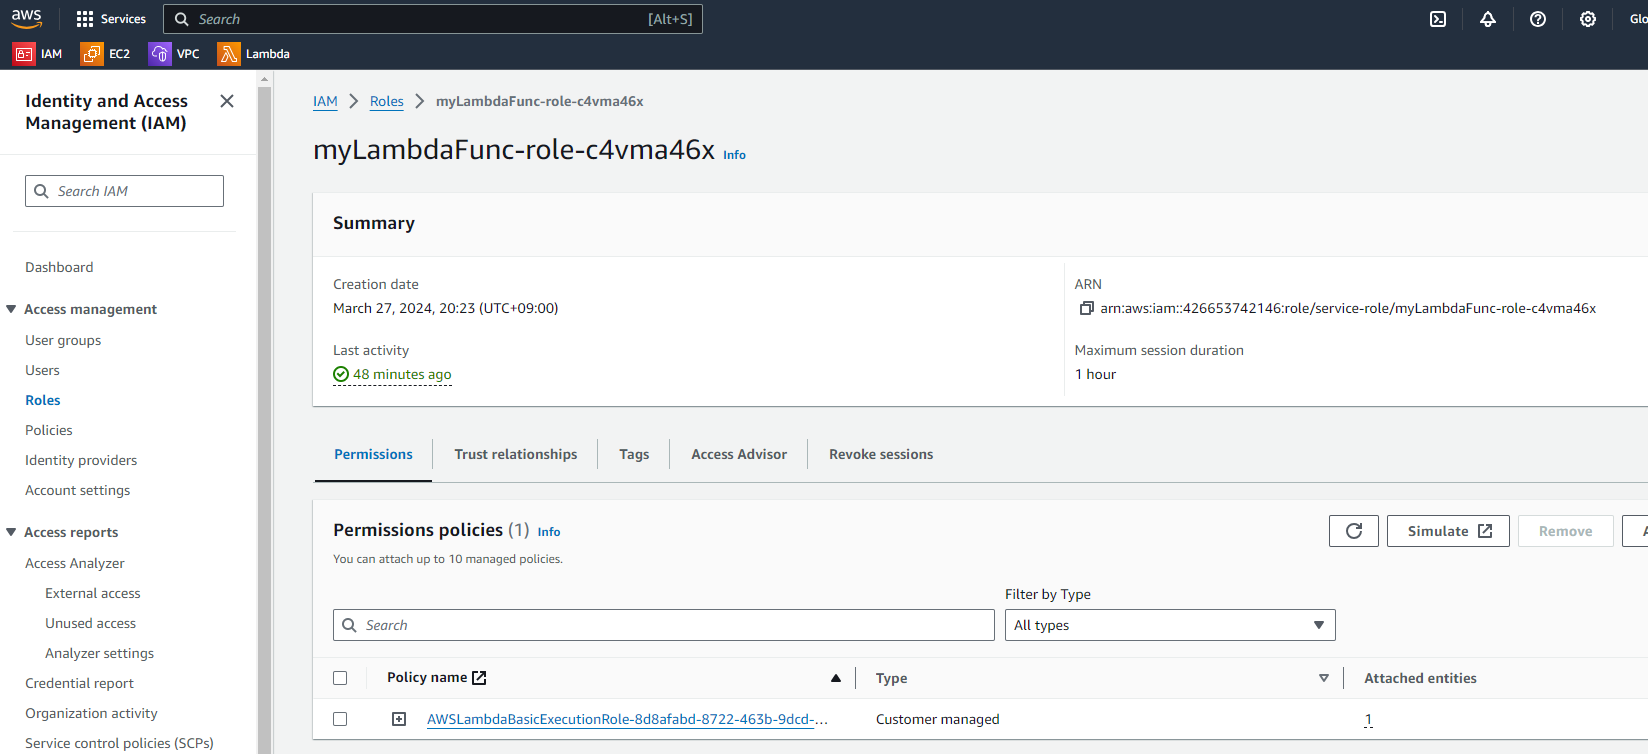 aws
Services
Search
[Alt+S]
Glo
IAM
EC2
VPC
Lambda
Identity and Access
Management (IAM)
Search IAM
Dashboard
Access management
User groups
Users
Roles
Policies
Identity providers
Account settings
Access reports
Access Analyzer
External access
Unused access
Analyzer settings
Credential report
Organization activity
Service control policies (SCPs)
IAM > Roles > myLambdaFunc-role-c4vma46x
myLambdaFunc-role-c4vma46x Info
Summary
Creation date
March 27, 2024, 20:23 (UTC+09:00)
Last activity
48 minutes ago
ARN
arn:aws:iam::426653742146:role/service-role/myLambdaFunc-role-c4vma46x
Maximum session duration
1 hour
Permissions
Trust relationships
Tags
Access Advisor
Revoke sessions
Permissions policies (1) Info
You can attach up to 10 managed policies.
Simulate
Remove
Filter by Type
Search
All types
Policy name
Type
Attached entities
AWSLambdaBasicExecutionRole-8d8afabd-8722-463b-9dcd-...
Customer managed
1